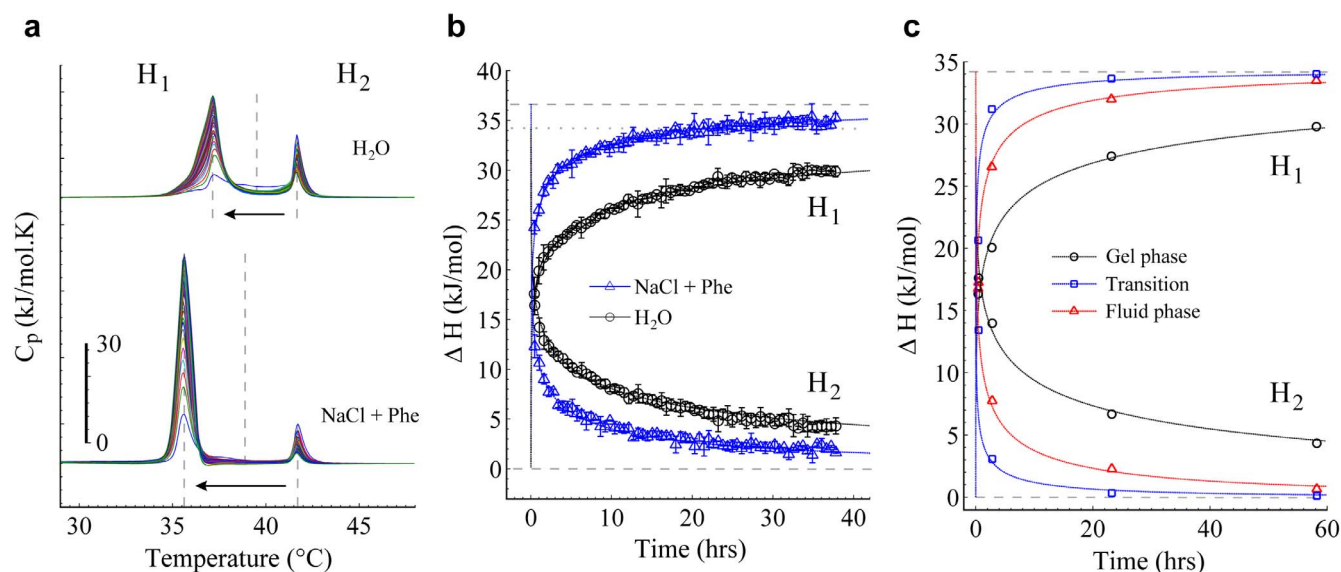 a
H1 H2
H2O
Cp (kJ/mol.K)
30
0
NaCl + Phe
30 35 40 45
Temperature (°C)
b
40
35
30
25
20
15
10
5
0
Δ H (kJ/mol)
H1
NaCl + Phe
H2O
H2
0 10 20 30 40
Time (hrs)
c
35
30
25
20
15
10
5
0
Δ H (kJ/mol)
H1
Gel phase
Transition
Fluid phase
H2
0 20 40 60
Time (hrs)